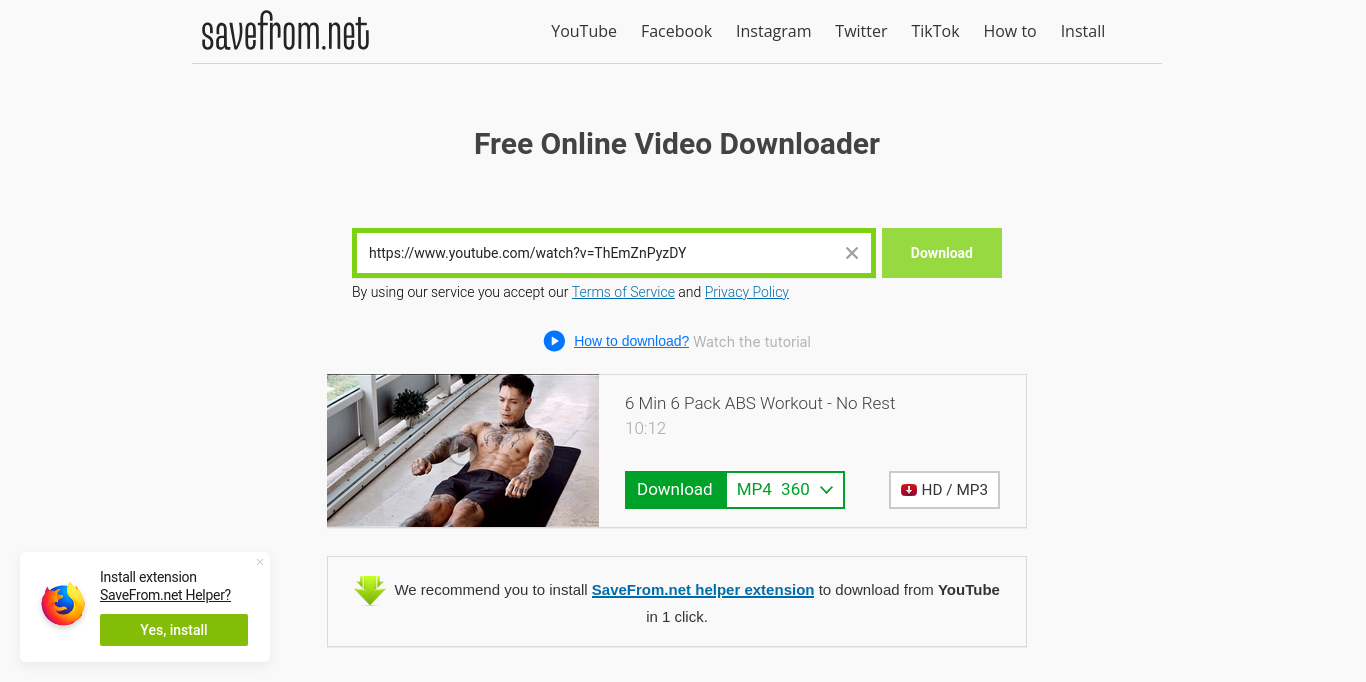 savefrom.net
YouTube Facebook Instagram Twitter TikTok How to Install
Free Online Video Downloader
https://www.youtube.com/watch?v=ThEmZnPyzDY
Download
By using our service you accept our Terms of Service and Privacy Policy
How to download? Watch the tutorial
6 Min 6 Pack ABS Workout - No Rest
10:12
Download MP4 360
HD / MP3
We recommend you to install SaveFrom.net helper extension to download from YouTube
in 1 click.
Install extension
SaveFrom.net Helper?
Yes, install